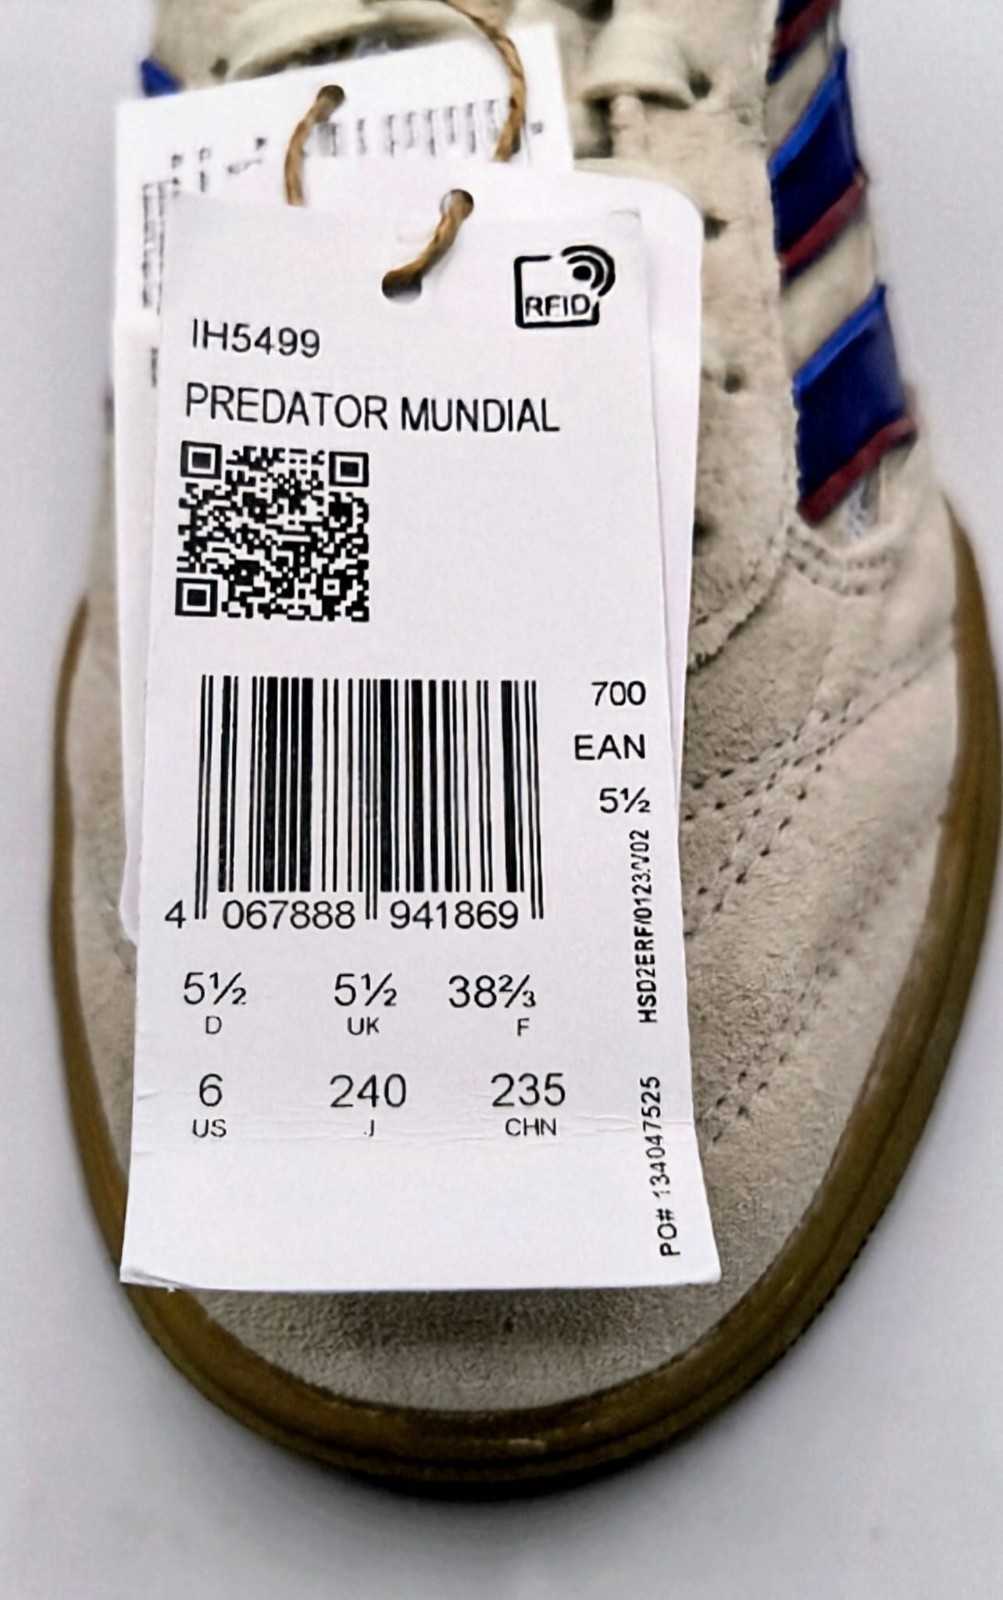 RFID
IH5499
PREDATOR MUNDIAL
700
EAN
5½
4 067888 941869
5½ 5½ 38⅔
D UK F
6 240 235
US J CHN
HSD2ERF/0123/V02
PO# 134047525